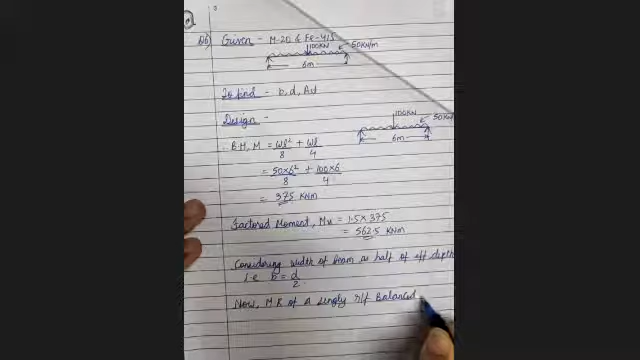 Q6) Given - M-20 & Fe-415
100KN
50KN/m
6m
To find - b, d, Ast
Design -
100KN
6m
B.M, M = Wl²/8 + Wl/4
= 50×6²/8 + 100×6/4
= 375 KNm
Factored Moment, Mu = 1.5 × 375
= 562.5 KNm
Considering width of beam as half of eff depth
i.e b = d/2
Now, M R of a singly r/f Balanced